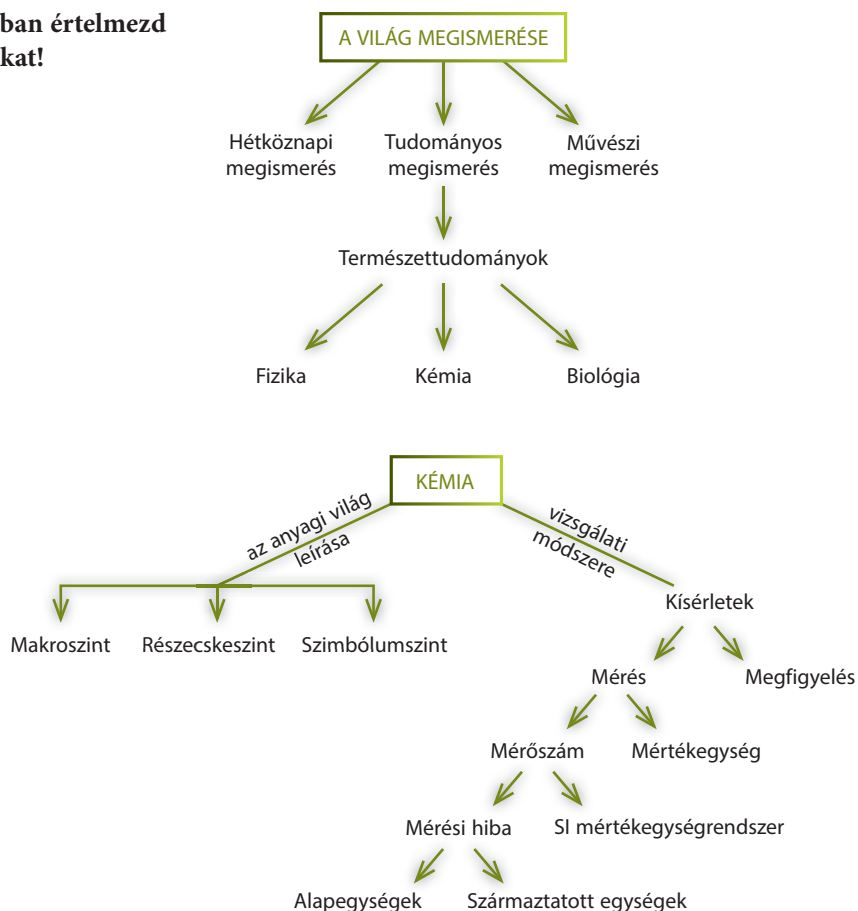 ban értelmezd
kat!
A VILÁG MEGISMERÉSE
Hétköznapi
megismerés
Tudományos
megismerés
Művészi
megismerés
Természettudományok
Fizika
Kémia
Biológia
KÉMIA
az anyagi világ
leírása
vizsgálati
módszere
Makroszint
Részecskeszint
Szimbólumszint
Kísérletek
Mérés
Megfigyelés
Mérőszám
Mértékegység
Mérési hiba
SI mértékegységrendszer
Alapegységek
Származtatott egységek